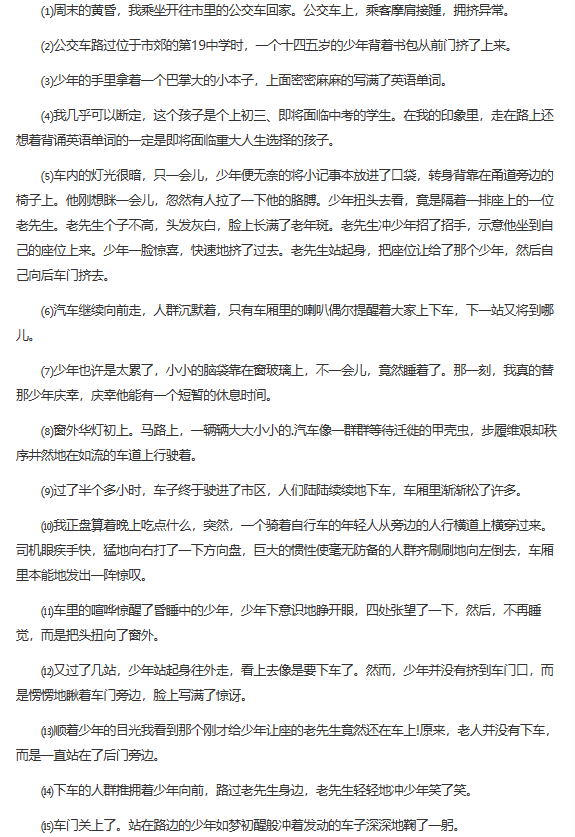 ⑴周末的黄昏，我乘坐开往市里的公交车回家。公交车上，乘客摩肩接踵，拥挤异常。
⑵公交车路过位于市郊的第19中学时，一个十四五岁的少年背着书包从前门挤了上来。
⑶少年的手里拿着一个巴掌大的小本子，上面密密麻麻的写满了英语单词。
⑷我几乎可以断定，这个孩子是个上初三、即将面临中考的学生。在我的印象里，走在路上还
想着背诵英语单词的一定是即将面临重大人生选择的孩子。
⑸车内的灯光很暗，只一会儿，少年便无奈的将小记事本放进了口袋，转身背靠在甬道旁边的
椅子上。他刚想眯一会儿，忽然有人拉了一下他的胳膊。少年扭头去看，竟是隔着一排座上的一位
老先生。老先生个子不高，头发灰白，脸上长满了老年斑。老先生冲少年招了招手，示意他坐到自
己的座位上来。少年一脸惊喜，快速地挤了过去。老先生站起身，把座位让给了那个少年，然后自
己向后车门挤去。
⑹汽车继续向前走，人群沉默着，只有车厢里的喇叭偶尔提醒着大家上下车，下一站又将到哪
儿。
⑺少年也许是太累了，小小的脑袋靠在窗玻璃上，不一会儿，竟然睡着了。那一刻，我真的替
那少年庆幸，庆幸他能有一个短暂的休息时间。
⑻窗外华灯初上。马路上，一辆辆大大小小的.汽车像一群群等待迁徙的甲壳虫，步履维艰却秩
序井然地在如流的车道上行驶着。
⑼过了半个多小时，车子终于驶进了市区，人们陆陆续续地下车，车厢里渐渐松了许多。
⑽我正盘算着晚上吃点什么，突然，一个骑着自行车的年轻人从旁边的人行横道上横穿过来。
司机眼疾手快，猛地向右打了一下方向盘，巨大的惯性使毫无防备的人群齐刷刷地向左倒去，车厢
里本能地发出一阵惊叹。
⑾车里的喧哗惊醒了昏睡中的少年，少年下意识地睁开眼，四处张望了一下，然后，不再睡
觉，而是把头扭向了窗外。
⑿又过了几站，少年站起身往外走，看上去像是要下车了。然而，少年并没有挤到车门口，而
是愣愣地瞅着车门旁边，脸上写满了惊讶。
⒀顺着少年的目光我看到那个刚才给少年让座的老先生竟然还在车上!原来，老人并没有下车，
而是一直站在了后门旁边。
⒁下车的人群推拥着少年向前，路过老先生身边，老先生轻轻地冲少年笑了笑。
⒂车门关上了。站在路边的少年如梦初醒般冲着发动的车子深深地鞠了一躬。